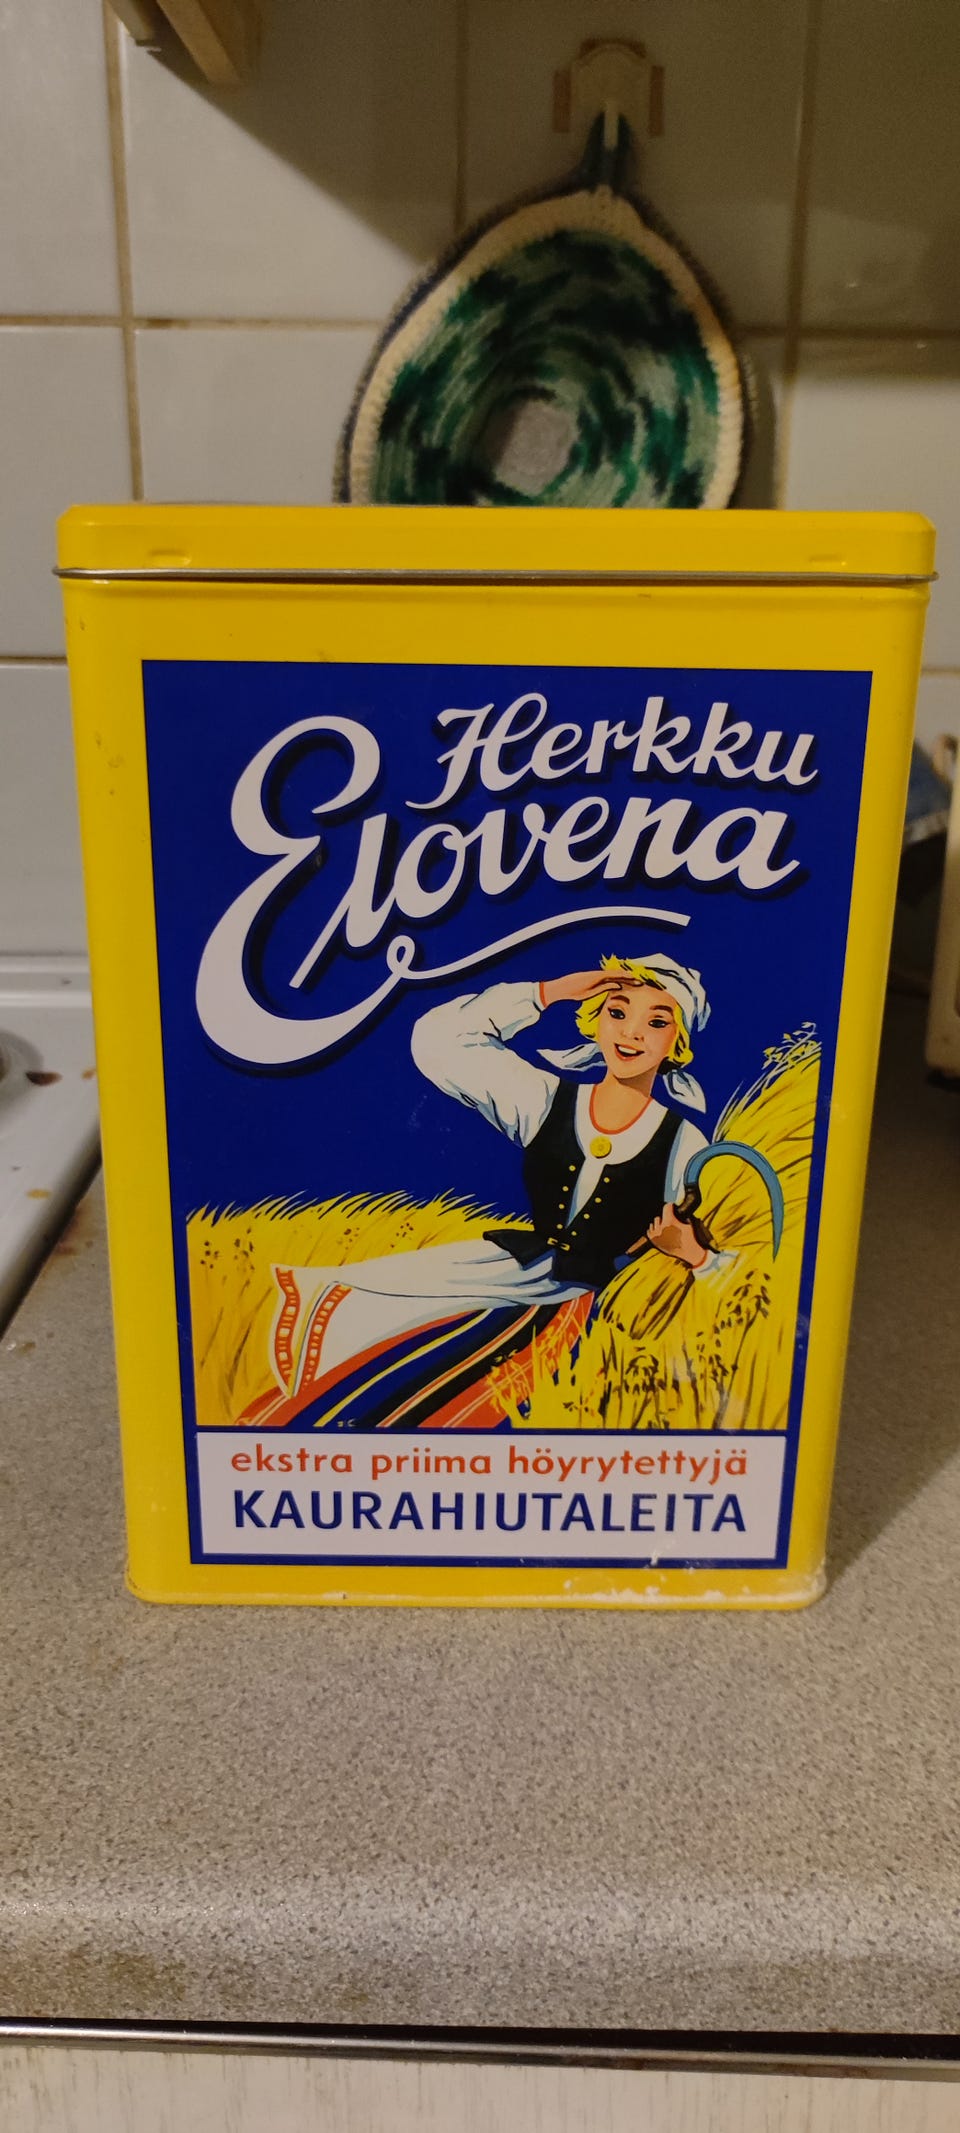 Herkku
Elovena
ekstra priima höyrytettyjä
KAURAHIUTALEITA